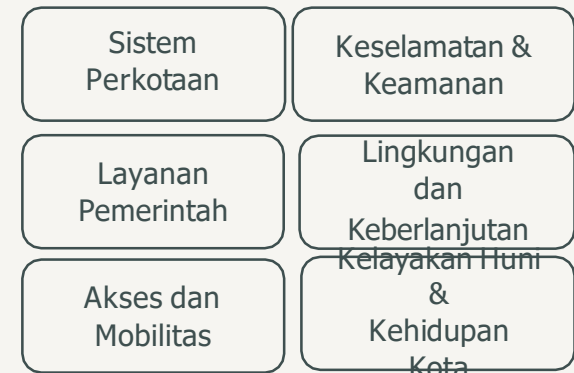 Sistem
Perkotaan
Keselamatan &
Keamanan
Layanan
Pemerintah
Lingkungan
dan
Keberlanjutan
Akses dan
Mobilitas
Kelayakan Huni
&
Kehidupan
Kota